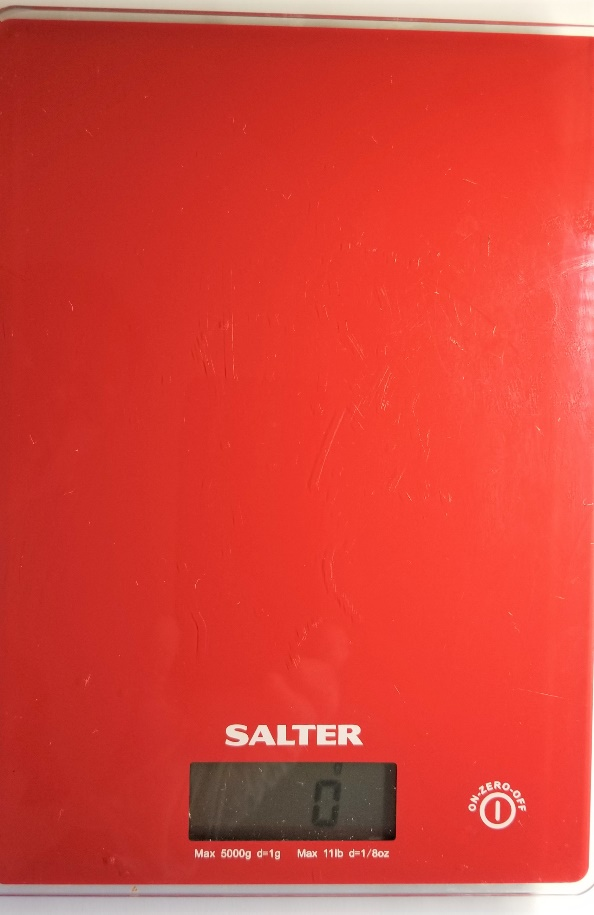 SALTER
g
0
ON-ZERO-OFF
Max 5000g d=1g Max 11lb d=1/8oz